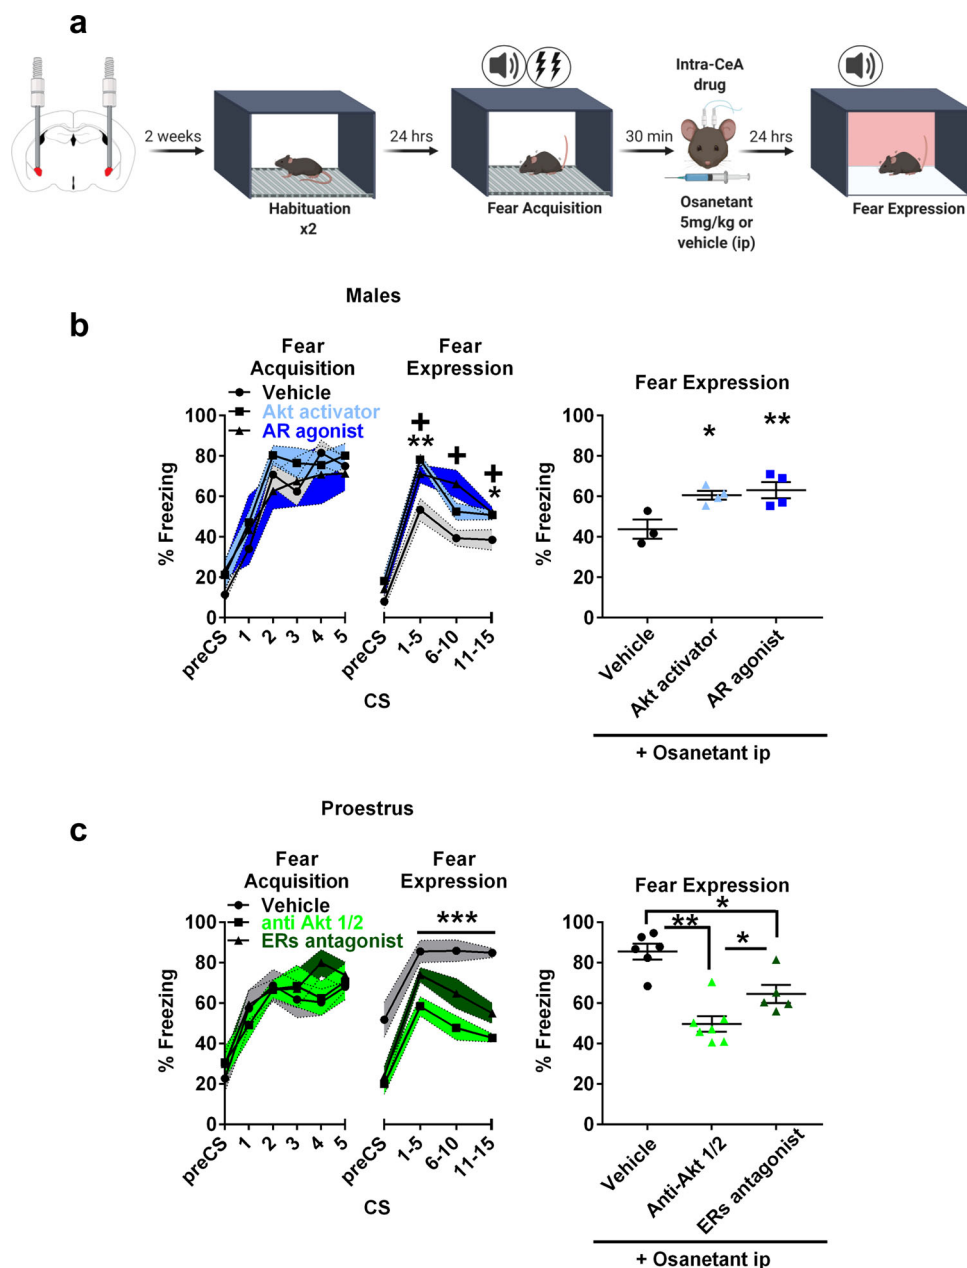 a
2 weeks
Habituation
x2
24 hrs
Fear Acquisition
30 min
Intra-CeA
drug
Osanetant
5mg/kg or
vehicle (ip)
24 hrs
Fear Expression
Males
b
Fear
Acquisition
Vehicle
Akt activator
AR agonist
Fear
Expression
% Freezing
100
80
60
40
20
0
preCS
1
2
3
4
5
+
**
+
+
*
preCS
1-5
6-10
11-15
CS
Fear Expression
% Freezing
100
80
60
40
20
0
*
**
Vehicle
Akt activator
AR agonist
+ Osanetant ip
Proestrus
c
Fear
Acquisition
Vehicle
anti Akt 1/2
ERs antagonist
Fear
Expression
% Freezing
100
80
60
40
20
0
preCS
1
2
3
4
5
***
preCS
1-5
6-10
11-15
CS
Fear Expression
% Freezing
100
80
60
40
20
0
*
**
*
Vehicle
Anti-Akt 1/2
ERs antagonist
+ Osanetant ip